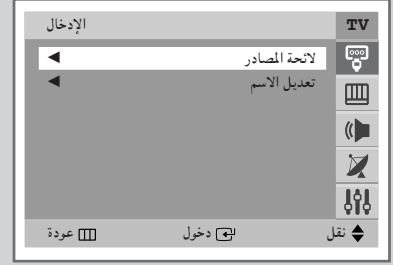 TV
الإدخال
لائحة المصادر
تعديل الاسم
نقل دخول عودة